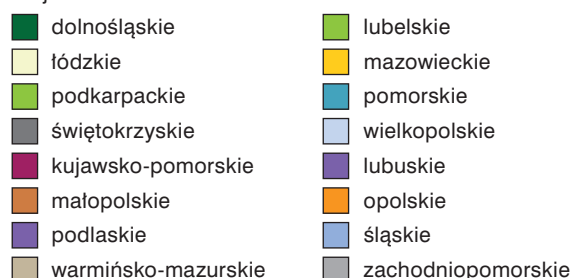 dolnośląskie
łódzkie
podkarpackie
świętokrzyskie
kujawsko-pomorskie
małopolskie
podlaskie
warmińsko-mazurskie
lubelskie
mazowieckie
pomorskie
wielkopolskie
lubuskie
opolskie
śląskie
zachodniopomorskie